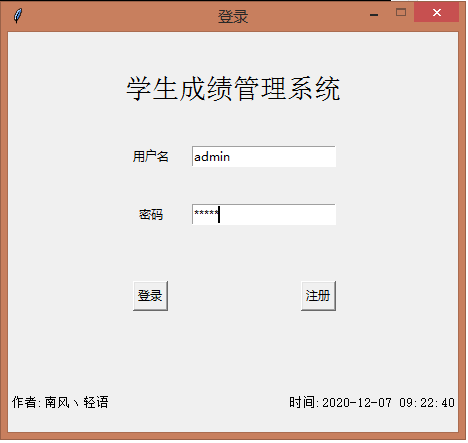 登录
学生成绩管理系统
用户名 admin
密码 *****
登录 注册
作者:南风丶轻语 时间:2020-12-07 09:22:40